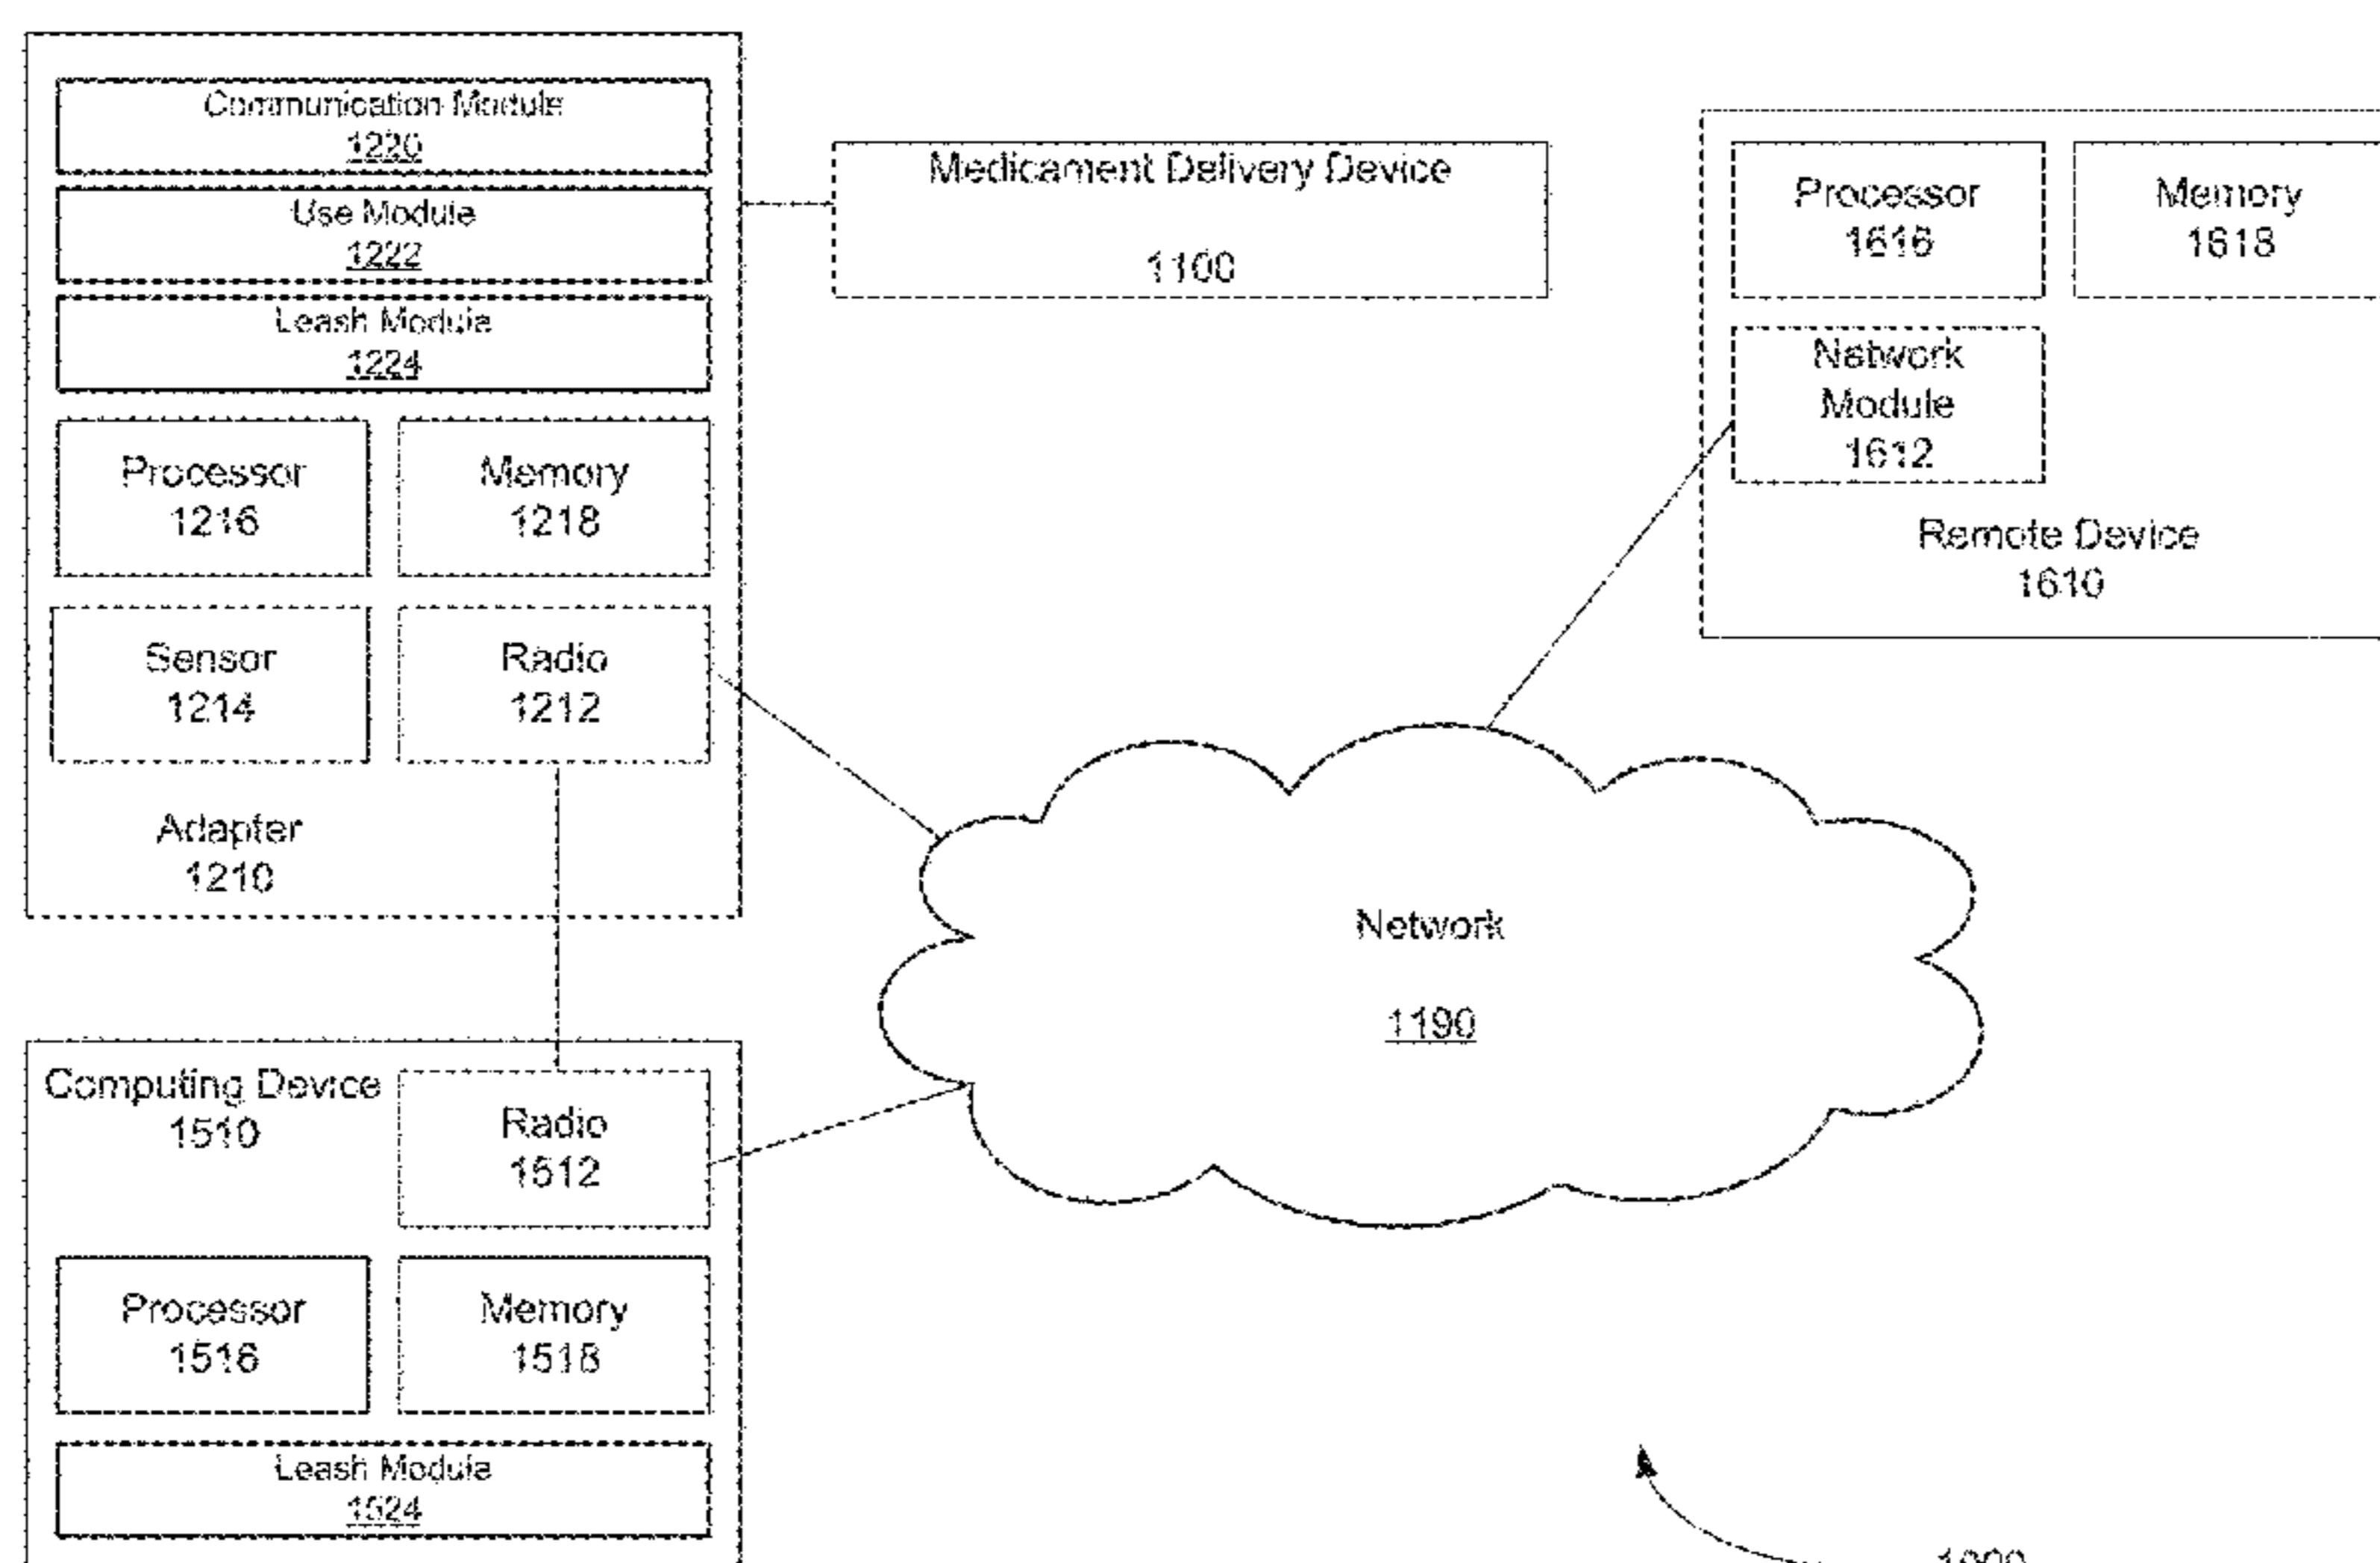 Communication Module
1220
Use Module
1222
Leash Module
1224
Processor
1216
Memory
1218
Sensor
1214
Radio
1212
Adapter
1210
Medicament Delivery Device
1100
Processor
1616
Memory
1618
Network
Module
1612
Remote Device
1610
Network
1190
Computing Device
1510
Radio
1512
Processor
1516
Memory
1518
Leash Module
1524